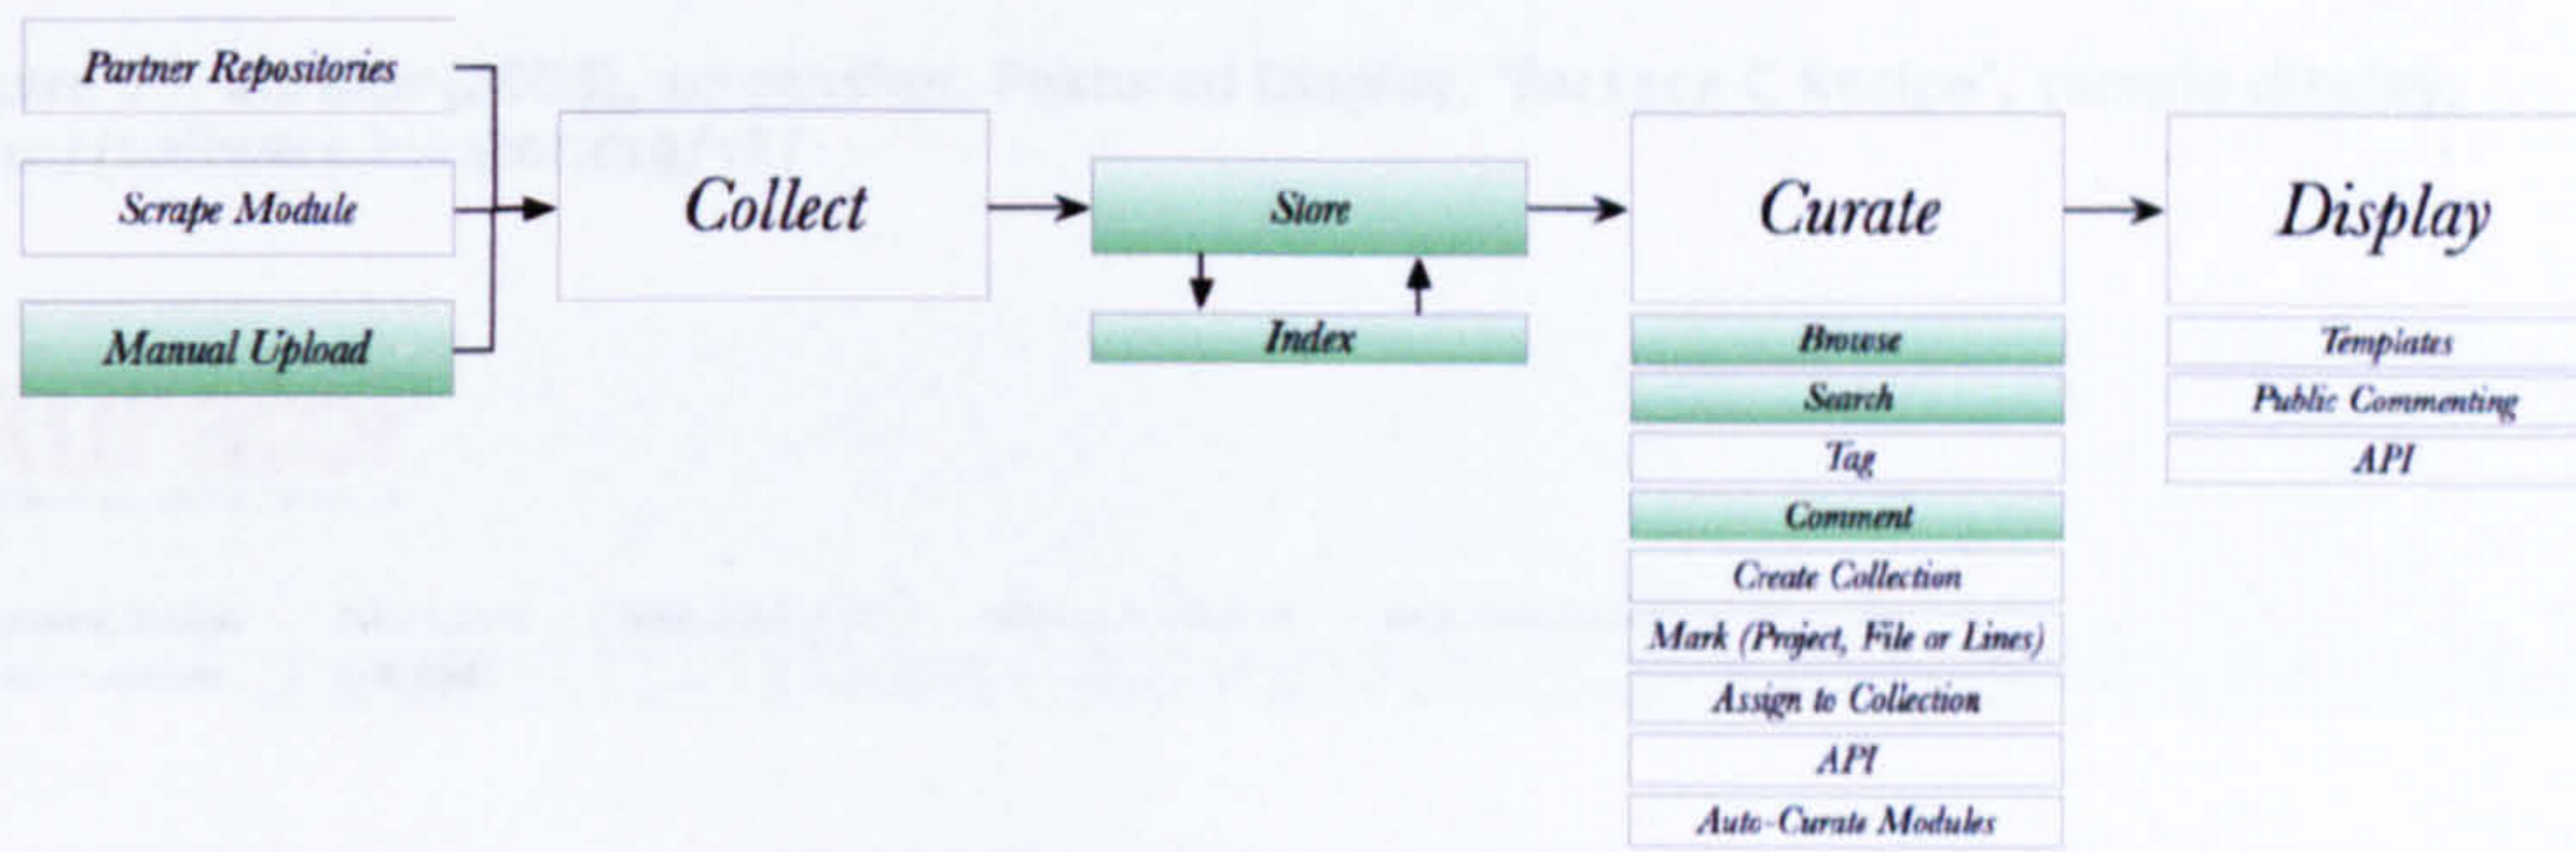 Partner Repositories
Scrape Module
Manual Upload
Collect
Store
Index
Curate
Browse
Search
Tag
Comment
Create Collection
Mark (Project, File or Lines)
Assign to Collection
API
Auto-Curate Modules
Display
Templates
Public Commenting
API